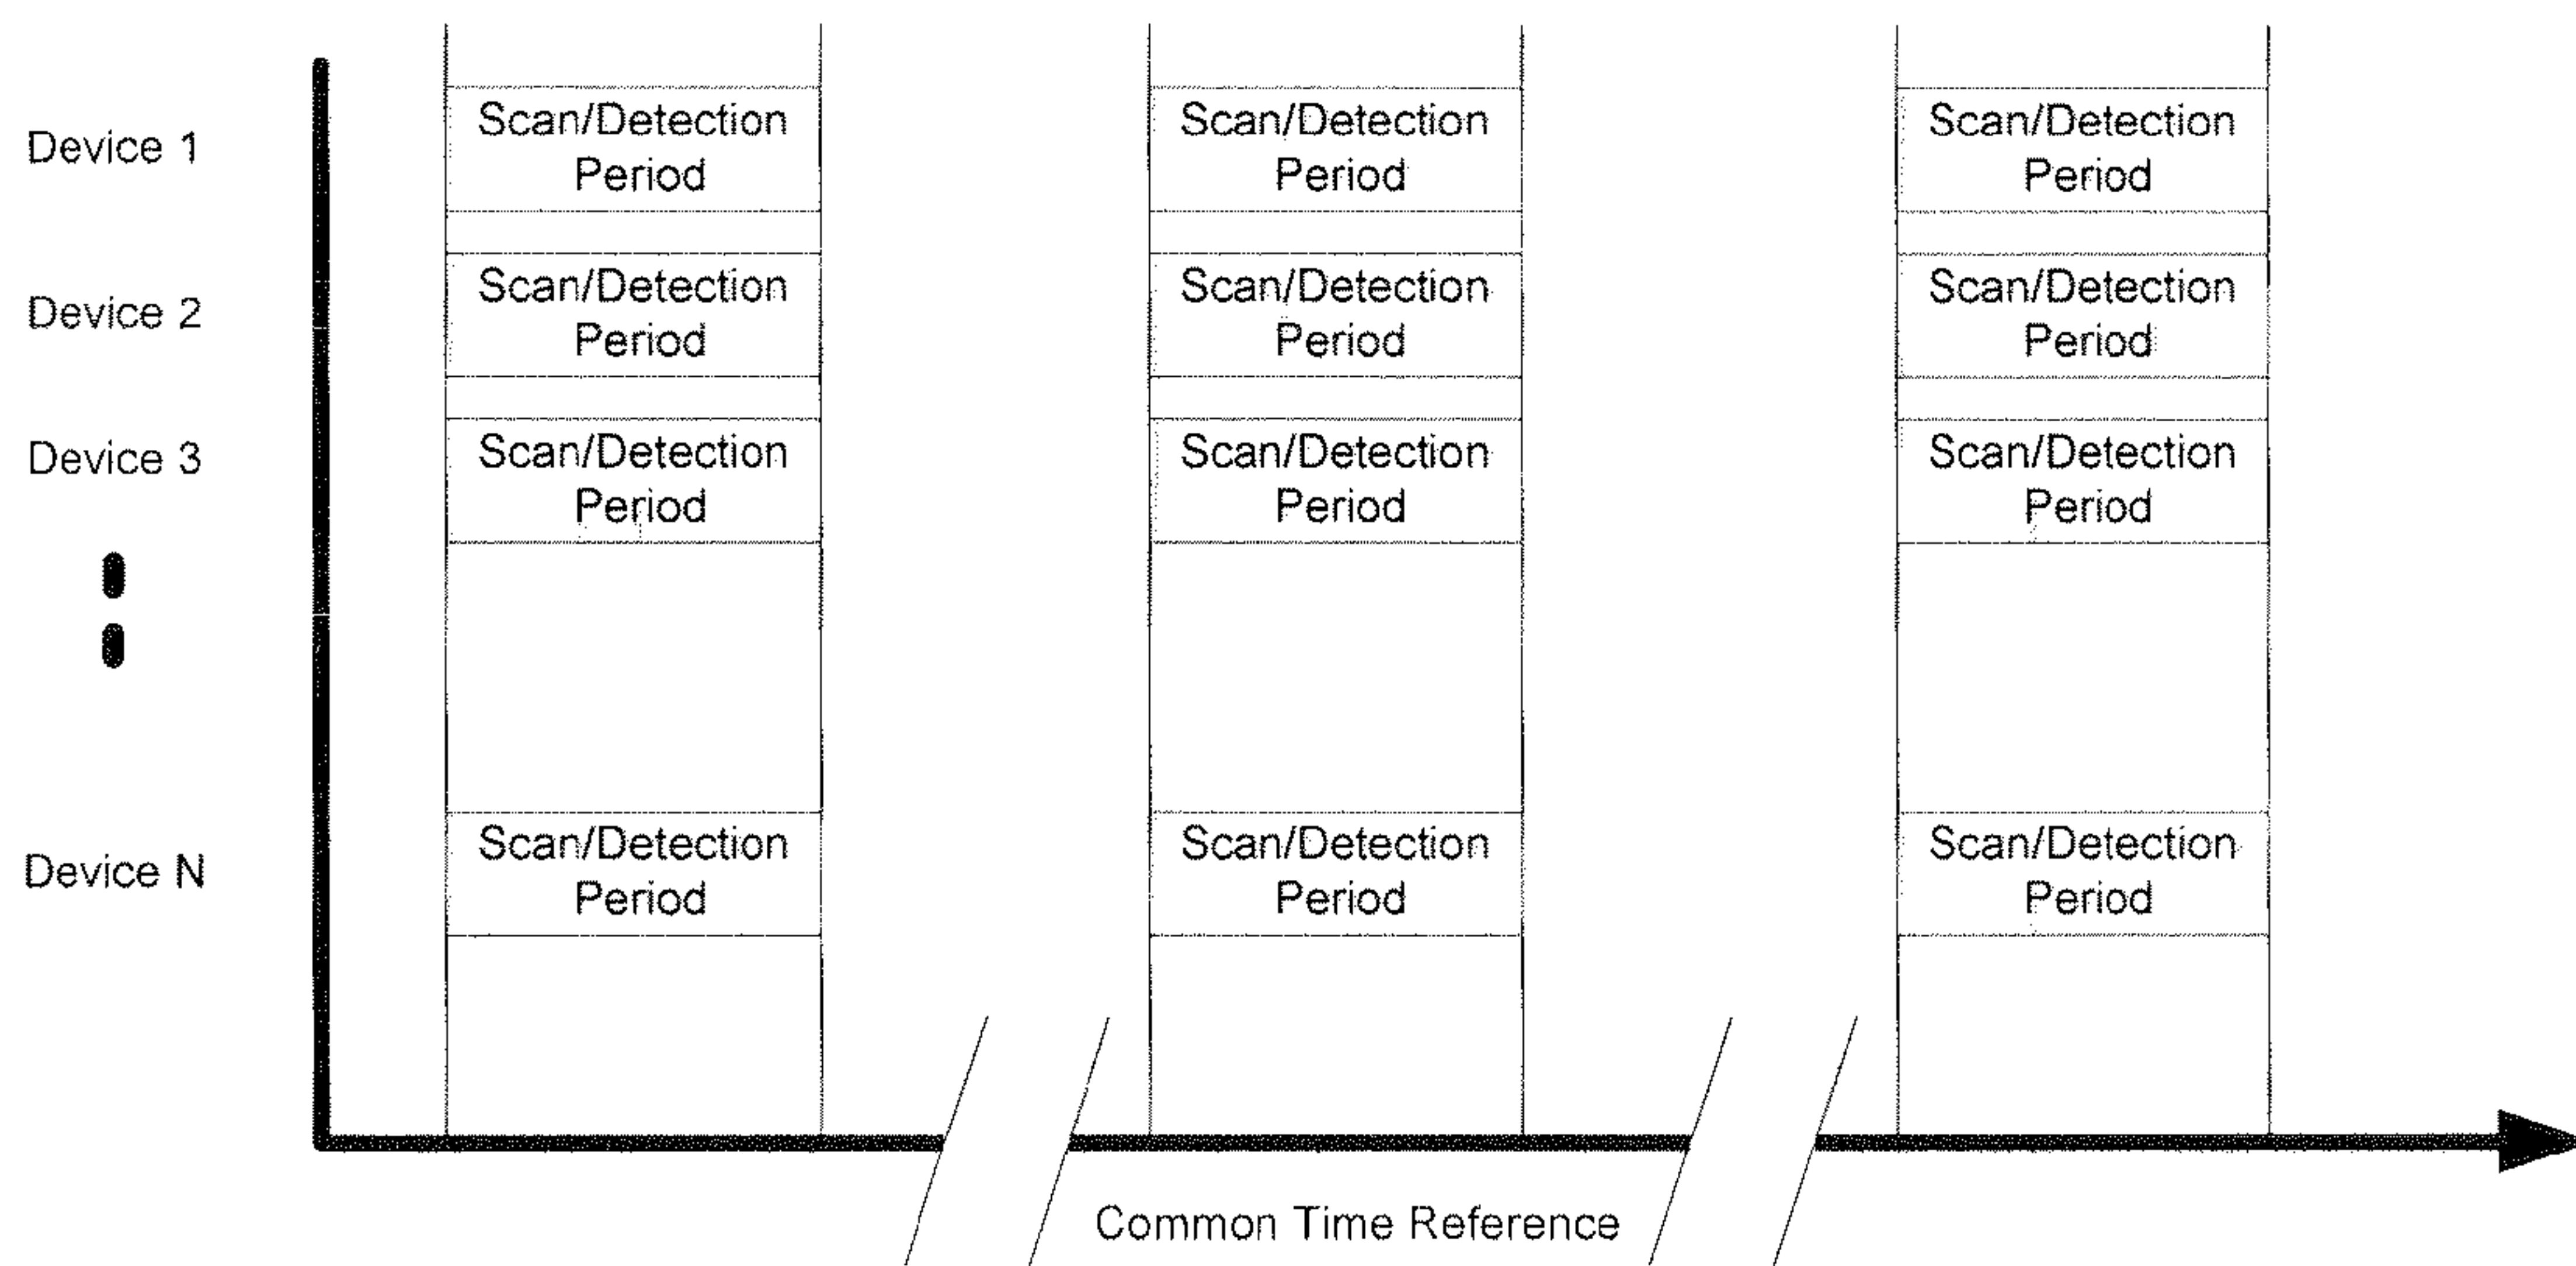 Device 1
Scan/Detection
Period
Scan/Detection
Period
Scan/Detection
Period
Device 2
Scan/Detection
Period
Scan/Detection
Period
Scan/Detection
Period
Device 3
Scan/Detection
Period
Scan/Detection
Period
Scan/Detection
Period
Device N
Scan/Detection
Period
Scan/Detection
Period
Scan/Detection
Period
Common Time Reference